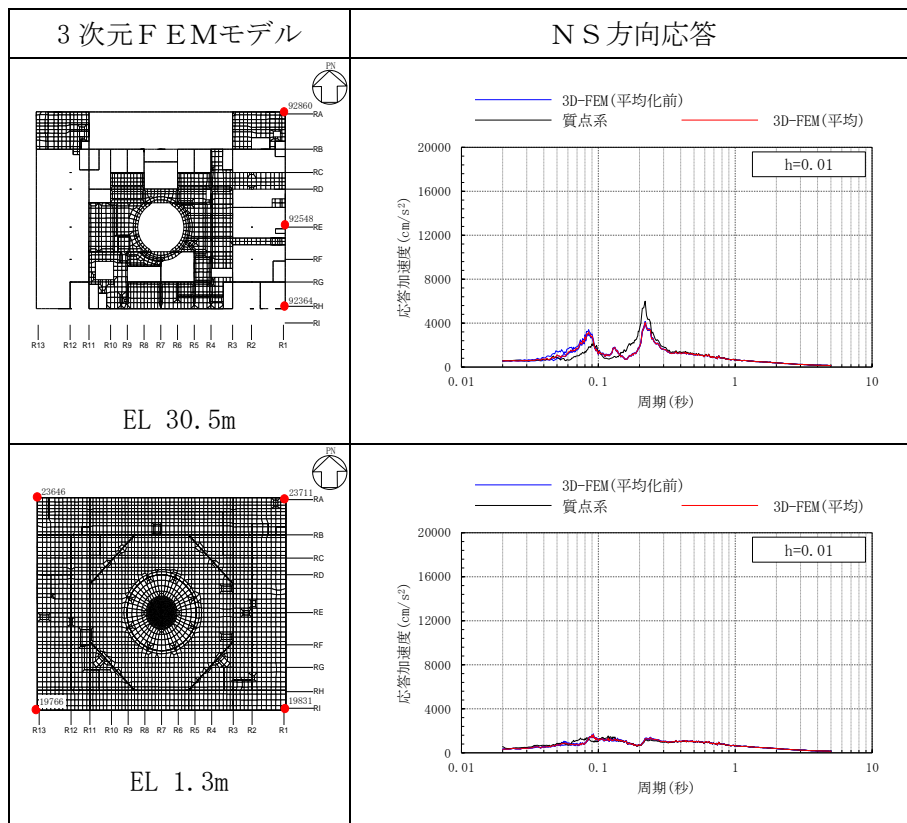 ３次元ＦＥＭモデル
ＮＳ方向応答
PN
92860
RA
RB
RC
RD
92548
RE
RF
RG
92364
RH
RI
R13 R12 R11 R10 R9 R8 R7 R6 R5 R4 R3 R2 R1
EL 30.5m
3D-FEM(平均化前)
質点系 3D-FEM(平均)
h=0.01
応答加速度(cm/s²)
20000
16000
12000
8000
4000
0
0.01 0.1 1 10
周期(秒)
PN
23646 23711
RA
RB
RC
RD
RE
RF
RG
RH
19766 19831
RI
R13 R12 R11 R10 R9 R8 R7 R6 R5 R4 R3 R2 R1
EL 1.3m
3D-FEM(平均化前)
質点系 3D-FEM(平均)
h=0.01
応答加速度(cm/s²)
20000
16000
12000
8000
4000
0
0.01 0.1 1 10
周期(秒)